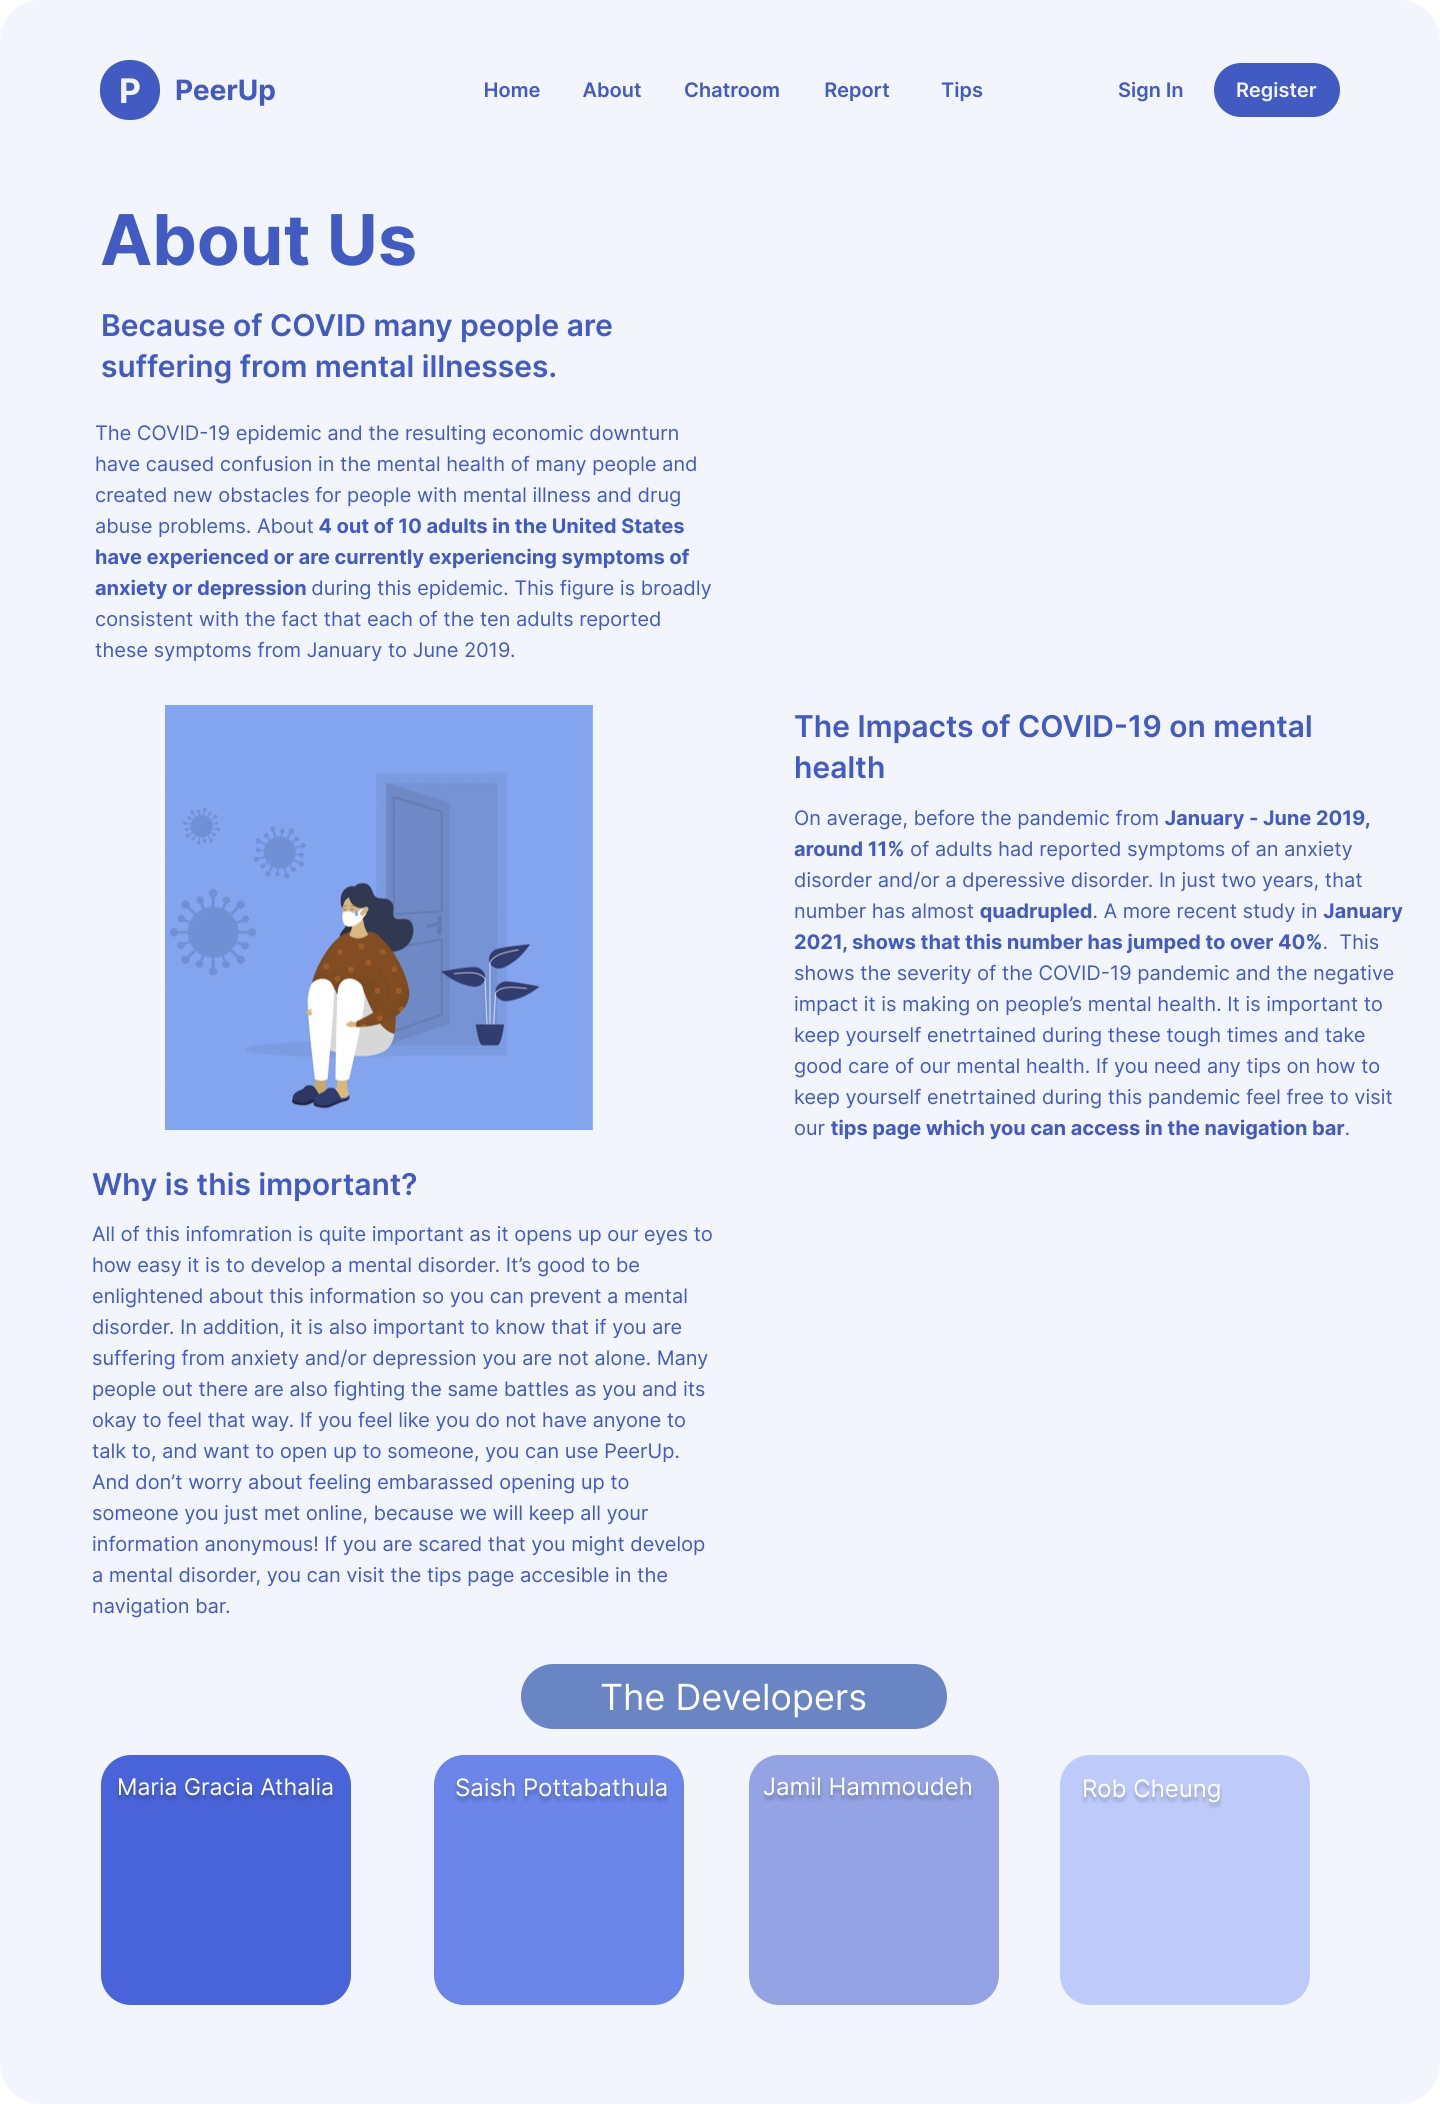 P
PeerUp
Home
About
Chatroom
Report
Tips
Sign In
Register
About Us
Because of COVID many people are
suffering from mental illnesses.
The COVID-19 epidemic and the resulting economic downturn
have caused confusion in the mental health of many people and
created new obstacles for people with mental illness and drug
abuse problems. About 4 out of 10 adults in the United States
have experienced or are currently experiencing symptoms of
anxiety or depression during this epidemic. This figure is broadly
consistent with the fact that each of the ten adults reported
these symptoms from January to June 2019.
The Impacts of COVID-19 on mental
health
On average, before the pandemic from January - June 2019,
around 11% of adults had reported symptoms of an anxiety
disorder and/or a dperessive disorder. In just two years, that
number has almost quadrupled. A more recent study in January
2021, shows that this number has jumped to over 40%.  This
shows the severity of the COVID-19 pandemic and the negative
impact it is making on people’s mental health. It is important to
keep yourself enetrtained during these tough times and take
good care of our mental health. If you need any tips on how to
keep yourself enetrtained during this pandemic feel free to visit
our tips page which you can access in the navigation bar.
Why is this important?
All of this infomration is quite important as it opens up our eyes to
how easy it is to develop a mental disorder. It’s good to be
enlightened about this information so you can prevent a mental
disorder. In addition, it is also important to know that if you are
suffering from anxiety and/or depression you are not alone. Many
people out there are also fighting the same battles as you and its
okay to feel that way. If you feel like you do not have anyone to
talk to, and want to open up to someone, you can use PeerUp.
And don’t worry about feeling embarassed opening up to
someone you just met online, because we will keep all your
information anonymous! If you are scared that you might develop
a mental disorder, you can visit the tips page accesible in the
navigation bar.
The Developers
Maria Gracia Athalia
Saish Pottabathula
Jamil Hammoudeh
Rob Cheung